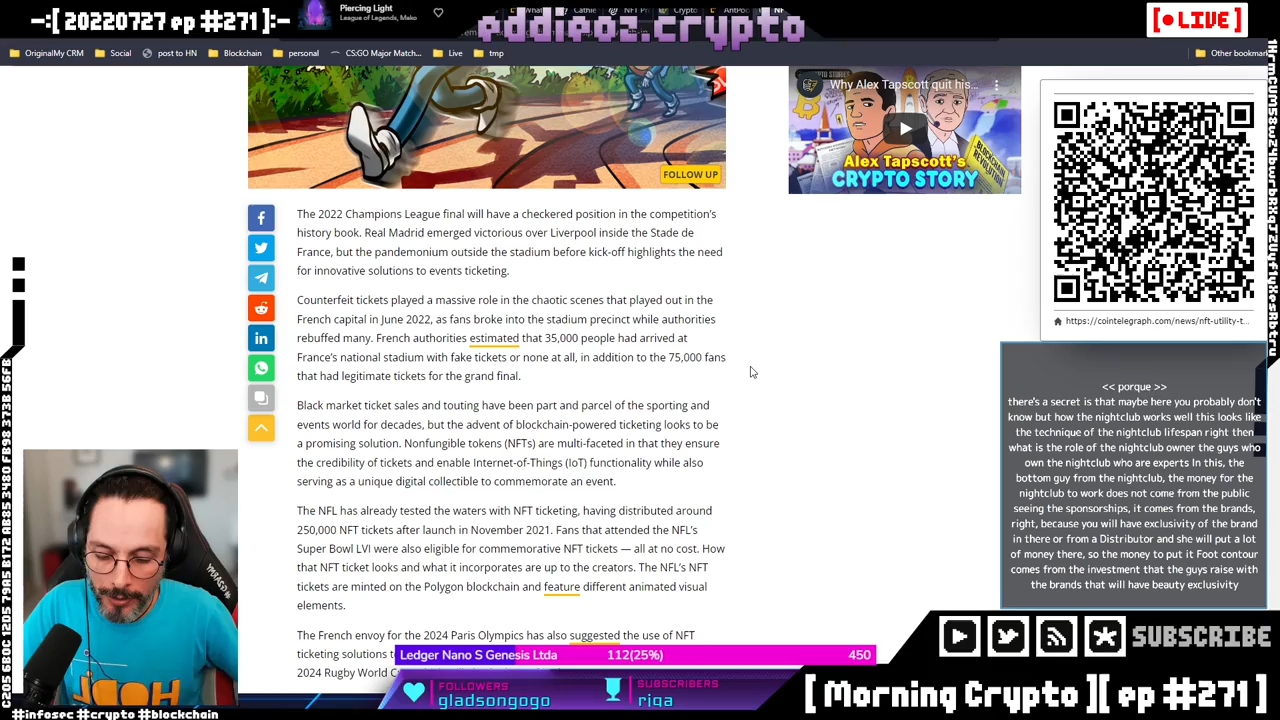 -:[ 20220727 ep #271 ]:-
Piercing Light
League of Legends, Meko
eddieoz.crypto
[● LIVE]
OriginalMy CRM
Social
post to HN
Blockchain
personal
CS:GO Major Match...
Live
tmp
Other bookmar
FOLLOW UP
Why Alex Tapscott quit his...
Alex Tapscott's
CRYPTO STORY
https://cointelegraph.com/news/nft-utility-t...
The 2022 Champions League final will have a checkered position in the competition's
history book. Real Madrid emerged victorious over Liverpool inside the Stade de
France, but the pandemonium outside the stadium before kick-off highlights the need
for innovative solutions to events ticketing.
Counterfeit tickets played a massive role in the chaotic scenes that played out in the
French capital in June 2022, as fans broke into the stadium precinct while authorities
rebuffed many. French authorities estimated that 35,000 people had arrived at
France's national stadium with fake tickets or none at all, in addition to the 75,000 fans
that had legitimate tickets for the grand final.
Black market ticket sales and touting have been part and parcel of the sporting and
events world for decades, but the advent of blockchain-powered ticketing looks to be
a promising solution. Nonfungible tokens (NFTs) are multi-faceted in that they ensure
the credibility of tickets and enable Internet-of-Things (IoT) functionality while also
serving as a unique digital collectible to commemorate an event.
The NFL has already tested the waters with NFT ticketing, having distributed around
250,000 NFT tickets after launch in November 2021. Fans that attended the NFL's
Super Bowl LVI were also eligible for commemorative NFT tickets — all at no cost. How
that NFT ticket looks and what it incorporates are up to the creators. The NFL's NFT
tickets are minted on the Polygon blockchain and feature different animated visual
elements.
The French envoy for the 2024 Paris Olympics has also suggested the use of NFT
ticketing solutions t
2024 Rugby World C
<< porque >>
there's a secret is that maybe here you probably don't
know but how the nightclub works well this looks like
the technique of the nightclub lifespan right then
what is the role of the nightclub owner the guys who
own the nightclub who are experts In this, the
bottom guy from the nightclub, the money for the
nightclub to work does not come from the public
seeing the sponsorships, it comes from the brands,
right, because you will have exclusivity of the brand
in there or from a Distributor and she will put a lot
of money there, so the money to put it Foot contour
comes from the investment that the guys raise with
the brands that will have beauty exclusivity
Ledger Nano S Genesis Ltda 112(25%) 450
FOLLOWERS
gladsongogo
SUBSCRIBERS
riga
SUBSCRIBE
[ Morning Crypto ][ ep #271 ]
#infosec #crypto #blockchain